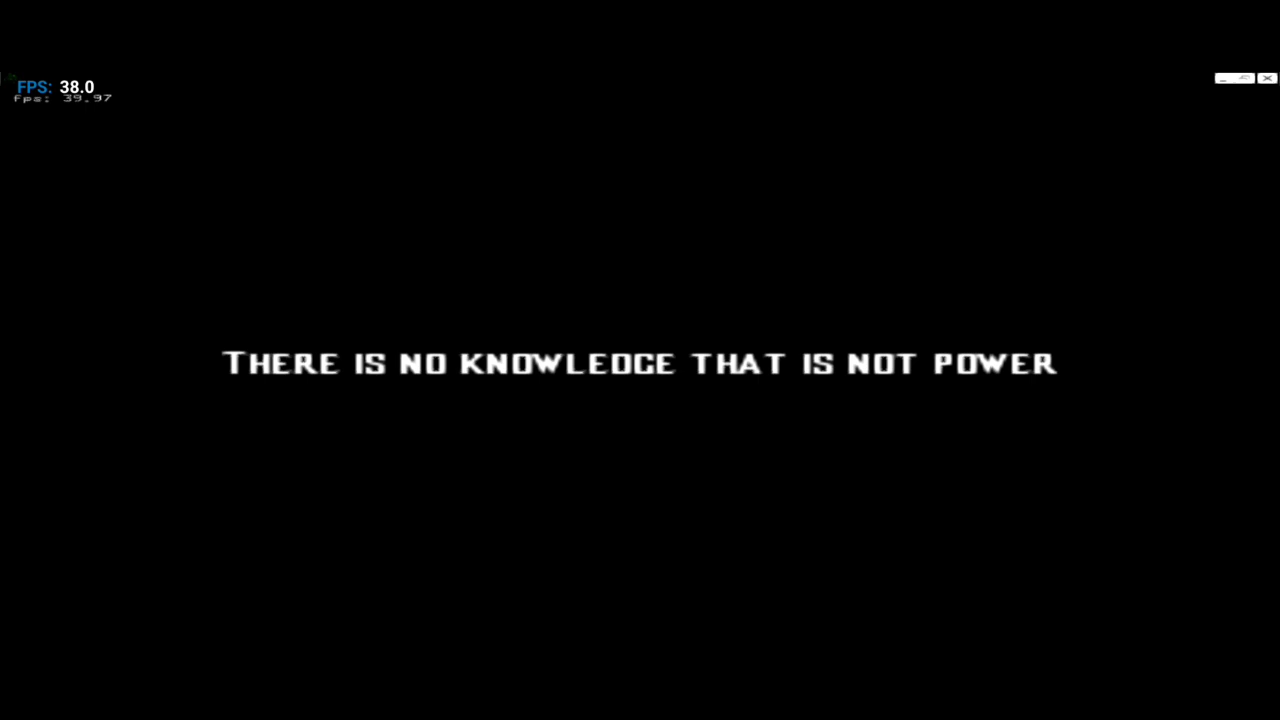 FPS: 38.0
fps: 39.97
THERE IS NO KNOWLEDGE THAT IS NOT POWER